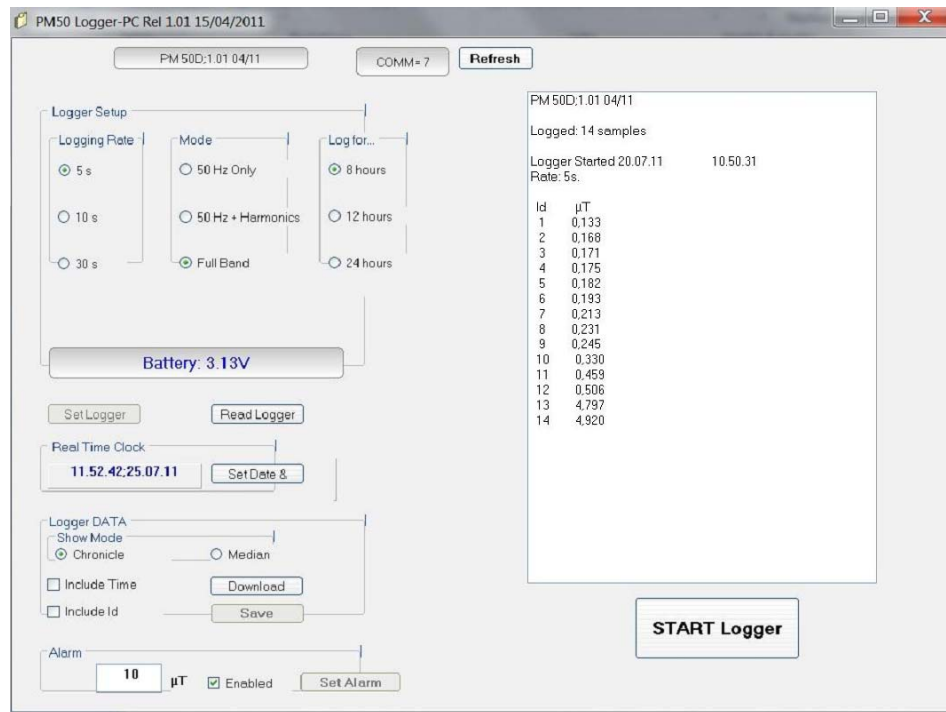 PM50 Logger-PC Rel 1.01 15/04/2011
PM 50D;1.01 04/11
COMM= 7
Refresh
Logger Setup
Logging Rate
5 s
10 s
30 s
Mode
50 Hz Only
50 Hz + Harmonics
Full Band
Log for...
8 hours
12 hours
24 hours
Battery: 3.13V
Set Logger
Read Logger
Real Time Clock
11.52.42;25.07.11
Set Date &
Logger DATA
Show Mode
Chronicle
Median
Include Time
Download
Include Id
Save
Alarm
10
µT
Enabled
Set Alarm
PM 50D;1.01 04/11
Logged: 14 samples
Logger Started 20.07.11 10.50.31
Rate: 5s.
Id µT
1 0,133
2 0,168
3 0,171
4 0,175
5 0,182
6 0,193
7 0,213
8 0,231
9 0,245
10 0,330
11 0,459
12 0,506
13 4,797
14 4,920
START Logger